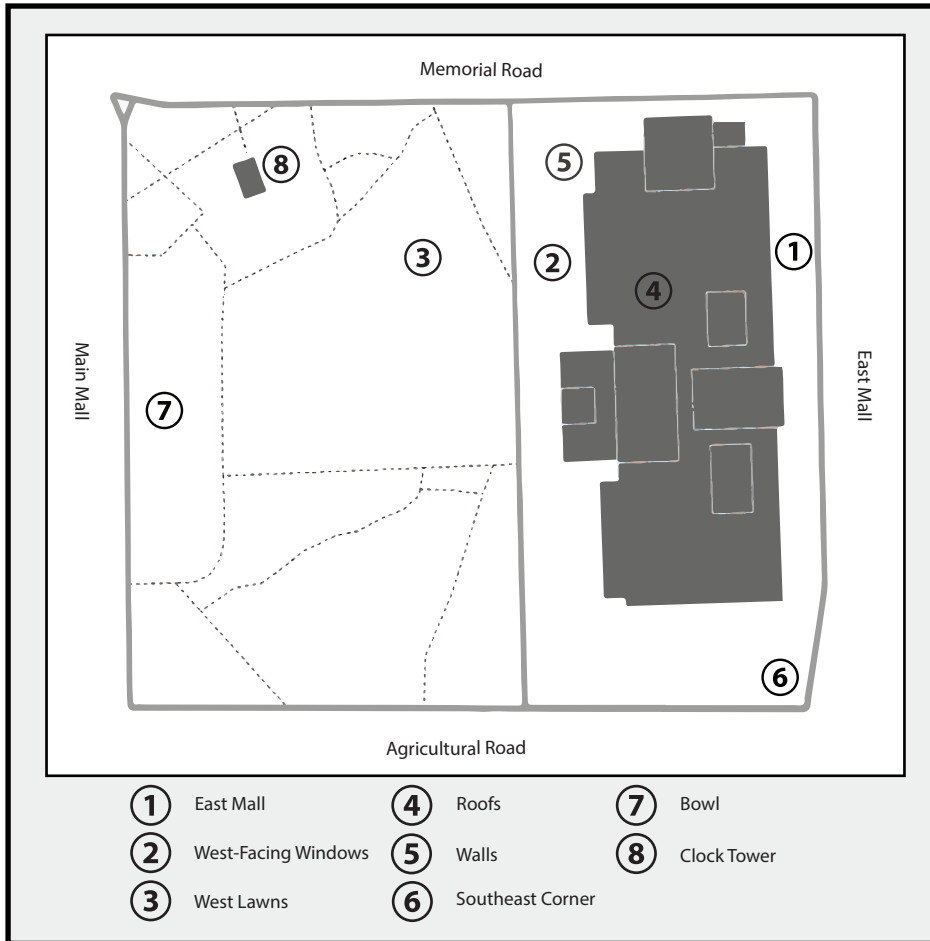 Memorial Road
8
5
1
2
3
4
Main Mall
East Mall
7
6
Agricultural Road
1 East Mall
2 West-Facing Windows
3 West Lawns
4 Roofs
5 Walls
6 Southeast Corner
7 Bowl
8 Clock Tower